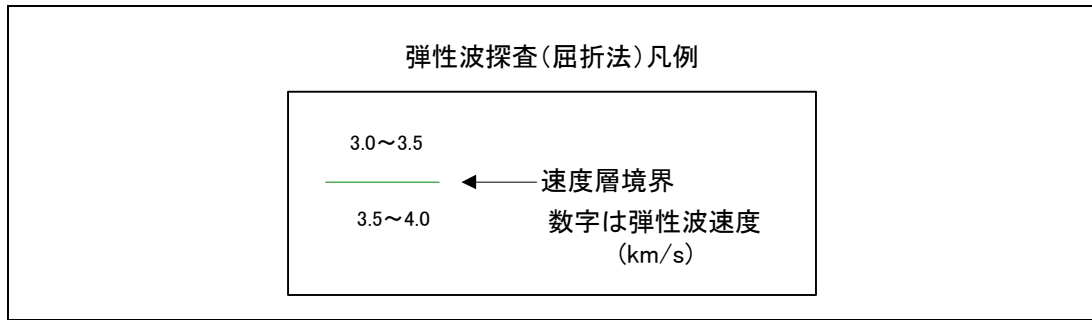 弾性波探査(屈折法)凡例
3.0～3.5
速度層境界
3.5～4.0
数字は弾性波速度
(km/s)